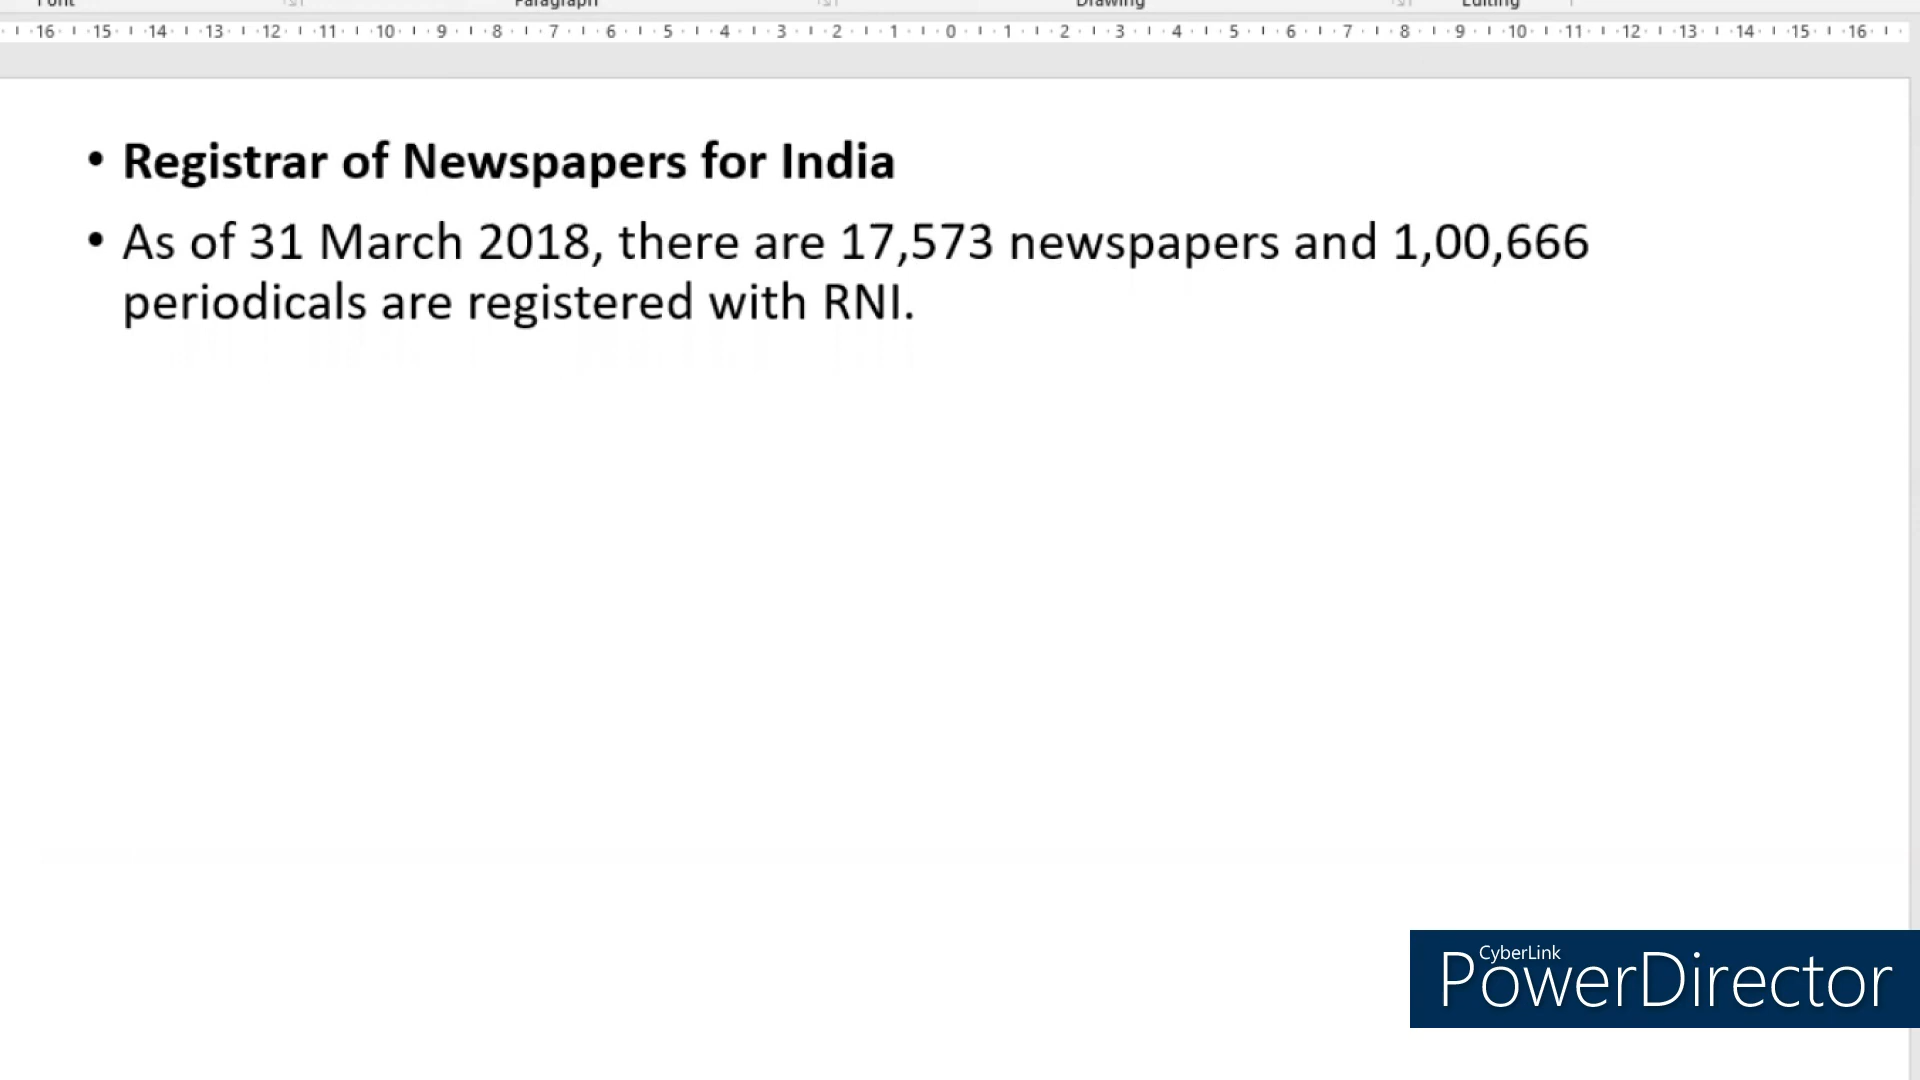 Font Paragraph Drawing Editing
16 15 14 13 12 11 10 9 8 7 6 5 4 3 2 1 0 1 2 3 4 5 6 7 8 9 10 11 12 13 14 15 16
• Registrar of Newspapers for India
• As of 31 March 2018, there are 17,573 newspapers and 1,00,666
periodicals are registered with RNI.
CyberLink
PowerDirector